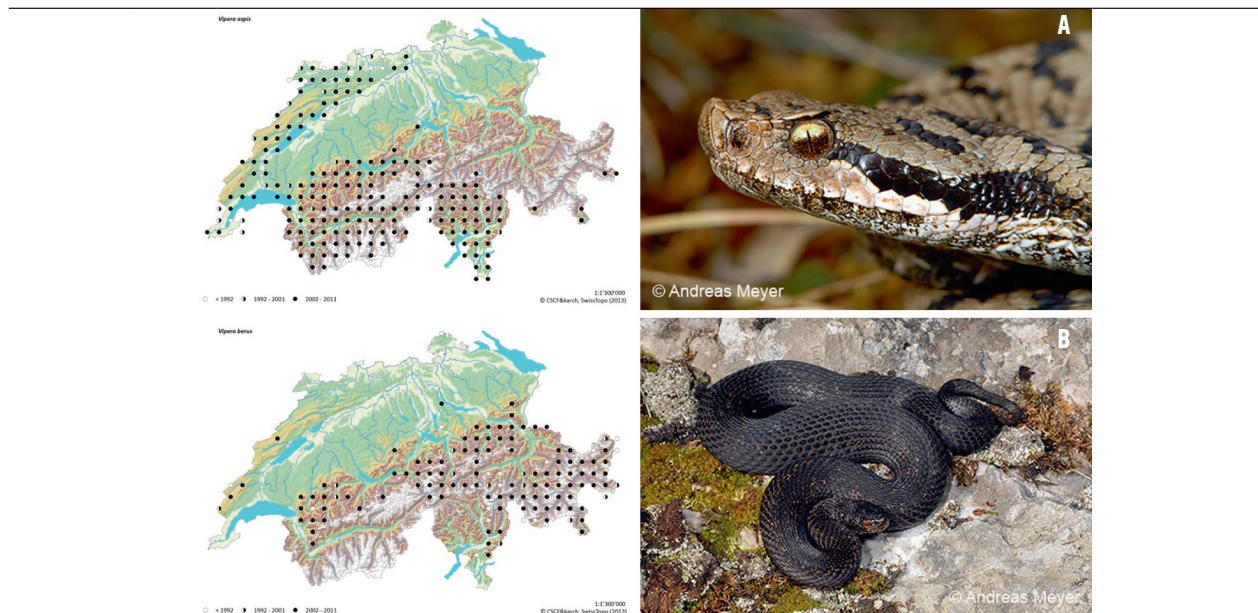 Vipera aspis
A
© Andreas Meyer
1:1'300'000
○ < 1992 ◑ 1992 - 2001 ● 2002 - 2011
© CSCF&karch, SwissTopo (2013)
Vipera berus
B
1:1'300'000
○ < 1992 ◑ 1992 - 2001 ● 2002 - 2011
© CSCF&karch, SwissTopo (2013)
© Andreas Meyer